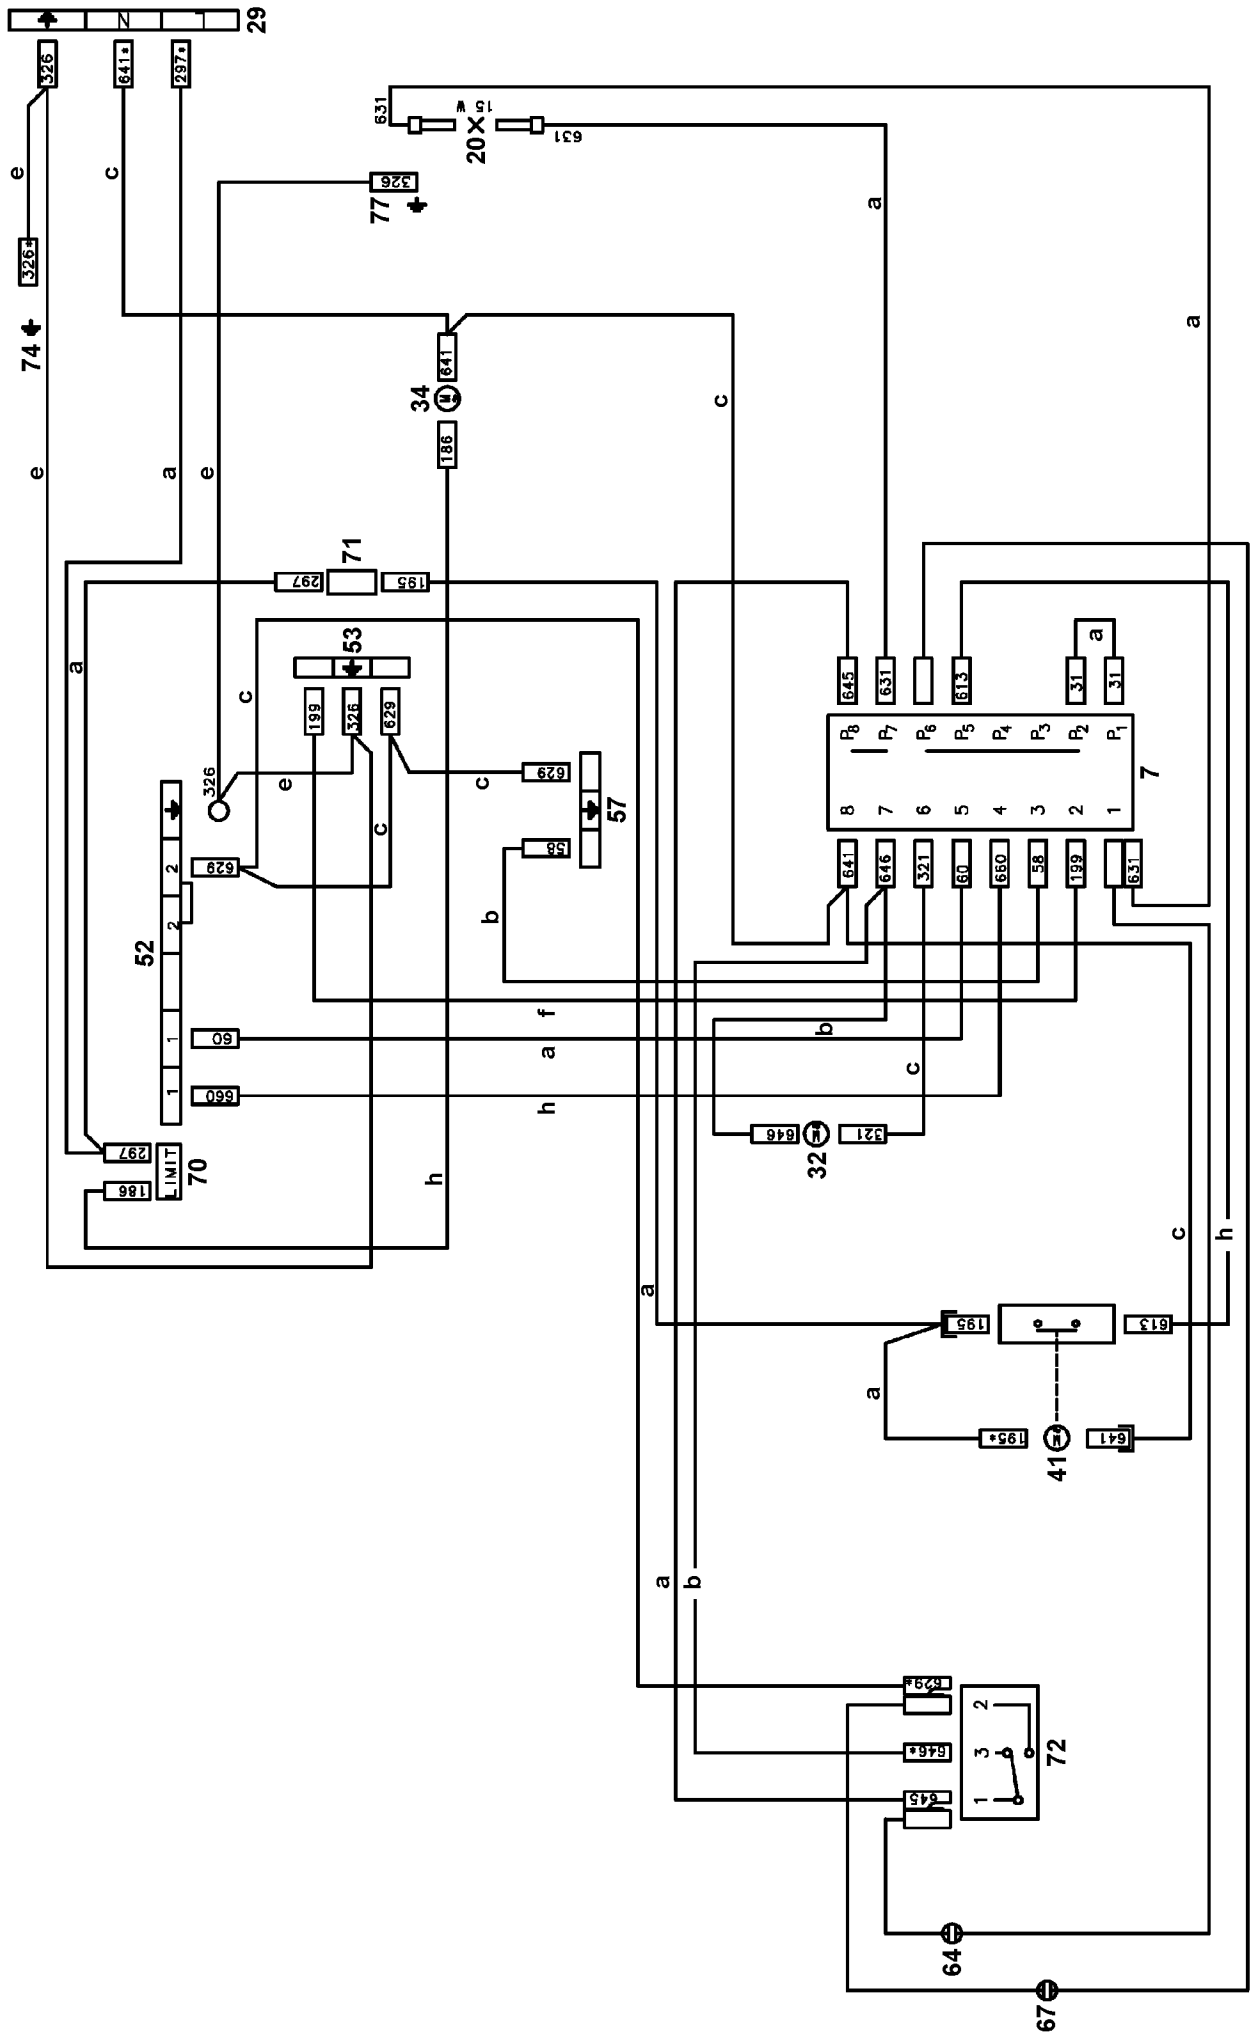 29
N
L
326
641*
297*
e
c
a
326*
74
631
15 W
20
631
326
77
a
a
641
34
186
c
e
a
e
297
71
195
a
c
53
199
326
629
326
e
c
c
629
57
58
b
645
631
613
31
31
a
P8
P7
P6
P5
P4
P3
P2
P1
7
8
7
6
5
4
3
2
1
641
646
321
60
660
58
199
631
52
2
2
1
1
629
60
660
f
a
h
b
c
297
186
LIMIT
70
h
646
32
321
a
c
h
195
613
a
195*
41
641
a
b
629*
646*
645
2
3
1
72
64
67